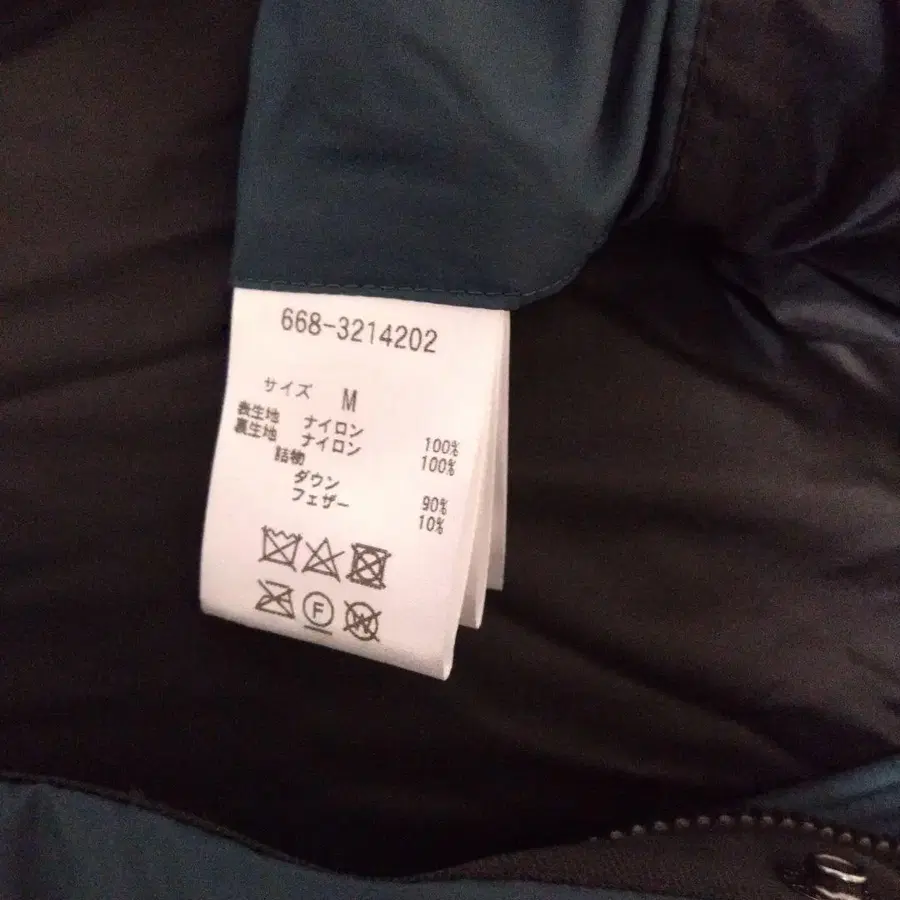 668-3214202
サイズ M
表生地 ナイロン 100%
裏生地 ナイロン 100%
詰物
ダウン 90%
フェザー 10%
F
W